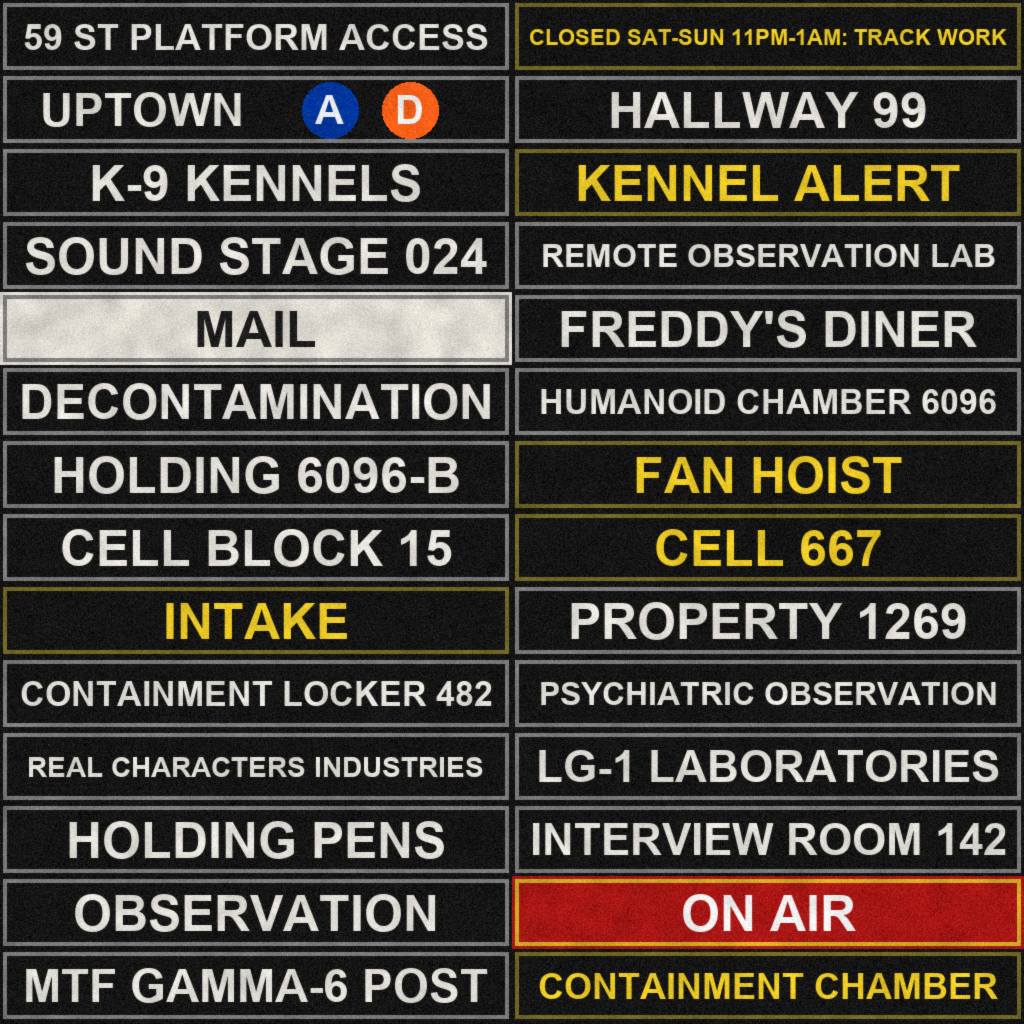 59 ST PLATFORM ACCESS
CLOSED SAT-SUN 11PM-1AM: TRACK WORK
UPTOWN A D
HALLWAY 99
K-9 KENNELS
KENNEL ALERT
SOUND STAGE 024
REMOTE OBSERVATION LAB
MAIL
FREDDY'S DINER
DECONTAMINATION
HUMANOID CHAMBER 6096
HOLDING 6096-B
FAN HOIST
CELL BLOCK 15
CELL 667
INTAKE
PROPERTY 1269
CONTAINMENT LOCKER 482
PSYCHIATRIC OBSERVATION
REAL CHARACTERS INDUSTRIES
LG-1 LABORATORIES
HOLDING PENS
INTERVIEW ROOM 142
OBSERVATION
ON AIR
MTF GAMMA-6 POST
CONTAINMENT CHAMBER